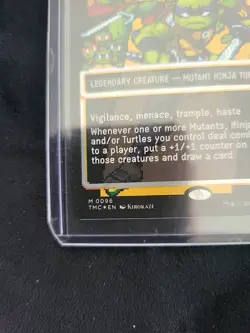 LEGENDARY CREATURE — MUTANT NINJA TUR
Vigilance, menace, trample, haste
Whenever one or more Mutants, Ninja
and/or Turtles you control deal com
to a player, put a +1/+1 counter on
those creatures and draw a card.
M 0096
TMC★EN KIROKAZE